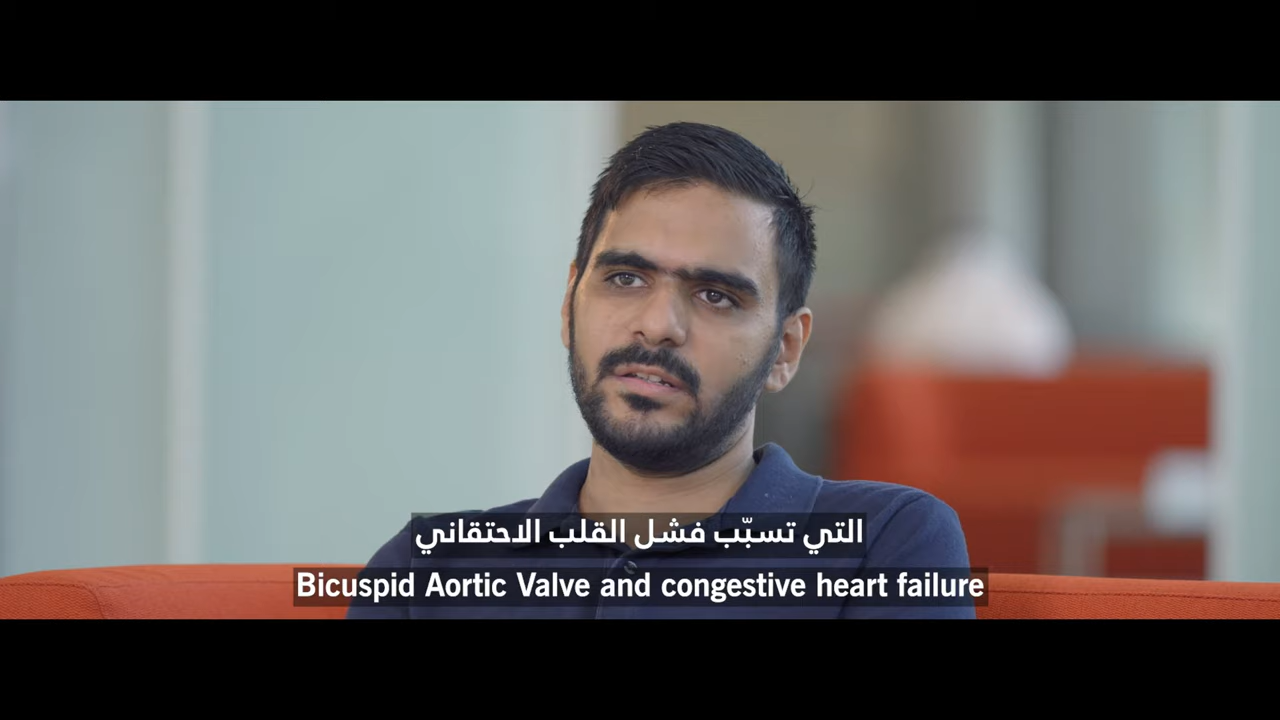 التي تسبّب فشل القلب الاحتقاني
Bicuspid Aortic Valve and congestive heart failure